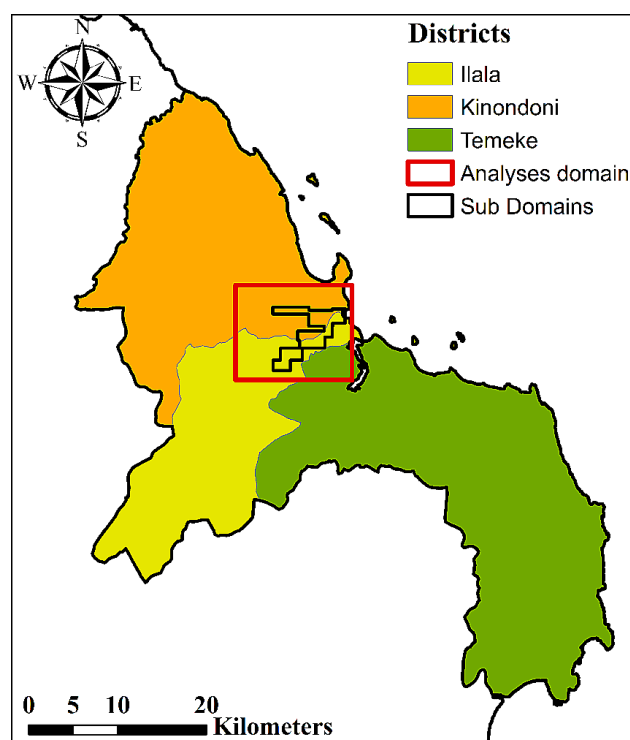 Districts
N
W E
S
Ilala
Kinondoni
Temeke
Analyses domain
Sub Domains
0 5 10 20
Kilometers